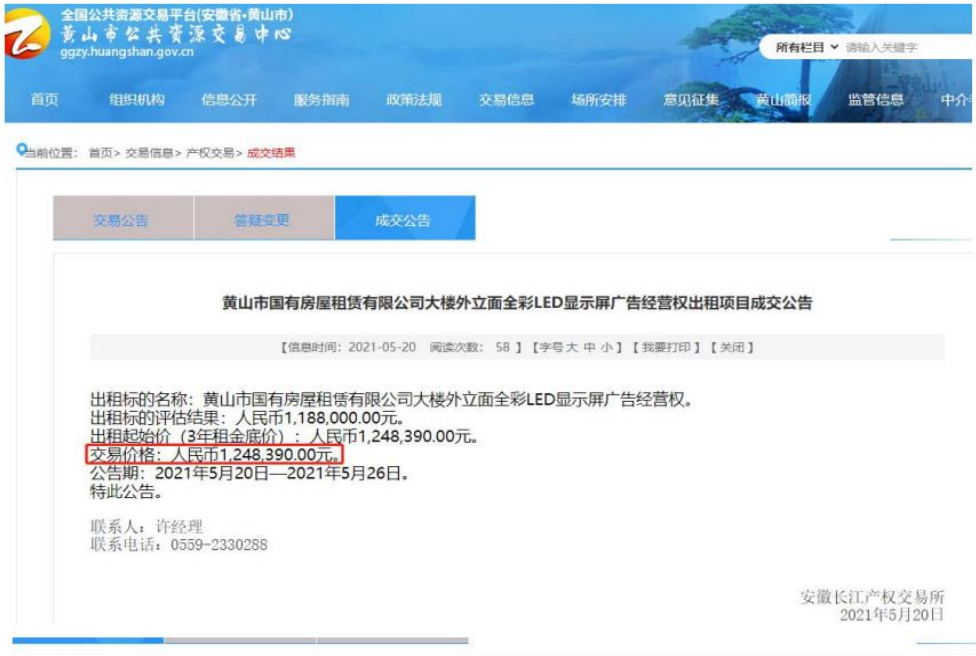 全国公共资源交易平台(安徽省·黄山市)
黄山市公共资源交易中心
ggzy.huangshan.gov.cn
所有栏目 请输入关键字
首页 组织机构 信息公开 服务指南 政策法规 交易信息 场所安排 意见征集 黄山简报 监管信息 中介
当前位置: 首页> 交易信息> 产权交易> 成交结果
交易公告 答疑变更 成交公告
黄山市国有房屋租赁有限公司大楼外立面全彩LED显示屏广告经营权出租项目成交公告
【信息时间: 2021-05-20 阅读次数: 58 】【字号 大 中 小】【我要打印】【关闭】
出租标的名称：黄山市国有房屋租赁有限公司大楼外立面全彩LED显示屏广告经营权。
出租标的评估结果：人民币1,188,000.00元。
出租起始价（3年租金底价）：人民币1,248,390.00元。
交易价格：人民币1,248,390.00元。
公告期：2021年5月20日—2021年5月26日。
特此公告。
联系人：许经理
联系电话：0559-2330288
安徽长江产权交易所
2021年5月20日